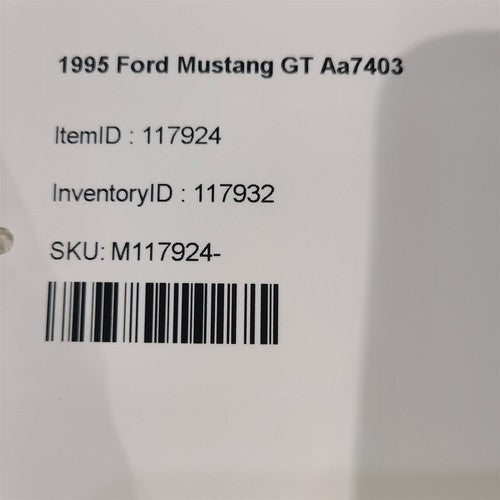 1995 Ford Mustang GT Aa7403
ItemID : 117924
InventoryID : 117932
SKU: M117924-